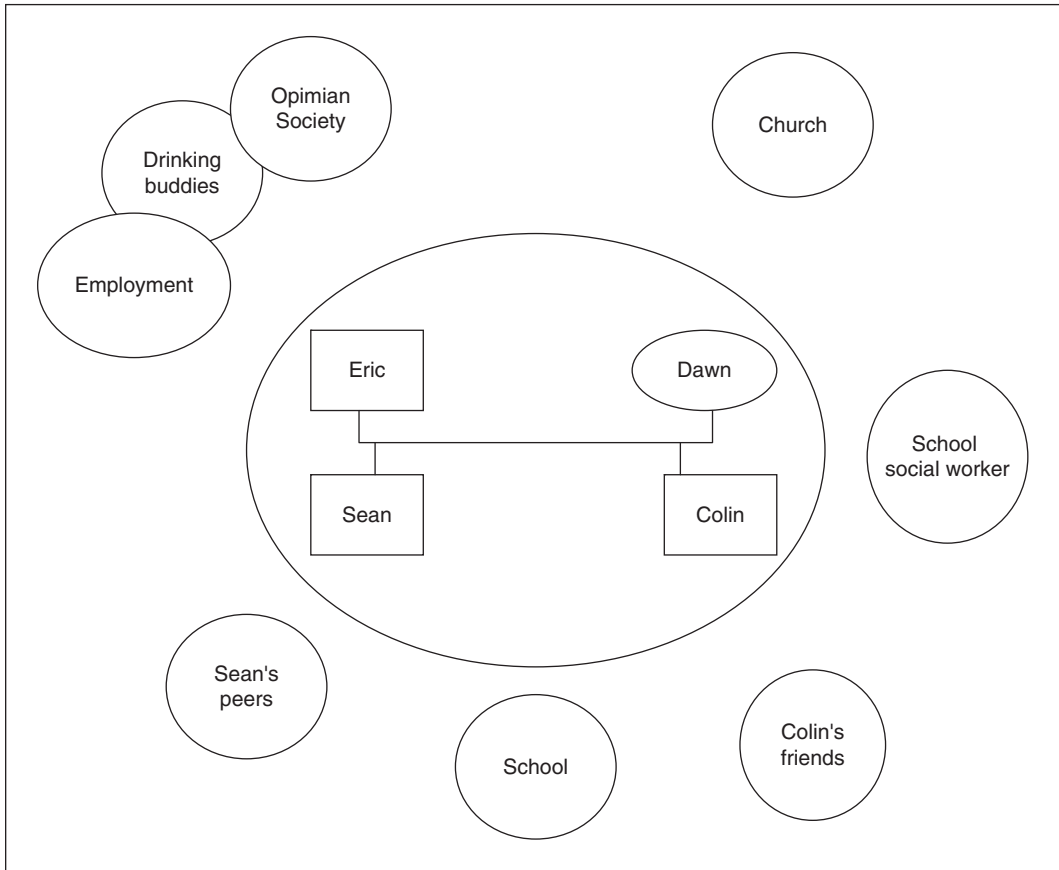 Opimian
Society
Church
Drinking
buddies
Employment
Eric
Dawn
School
social worker
Sean
Colin
Sean's
peers
School
Colin's
friends